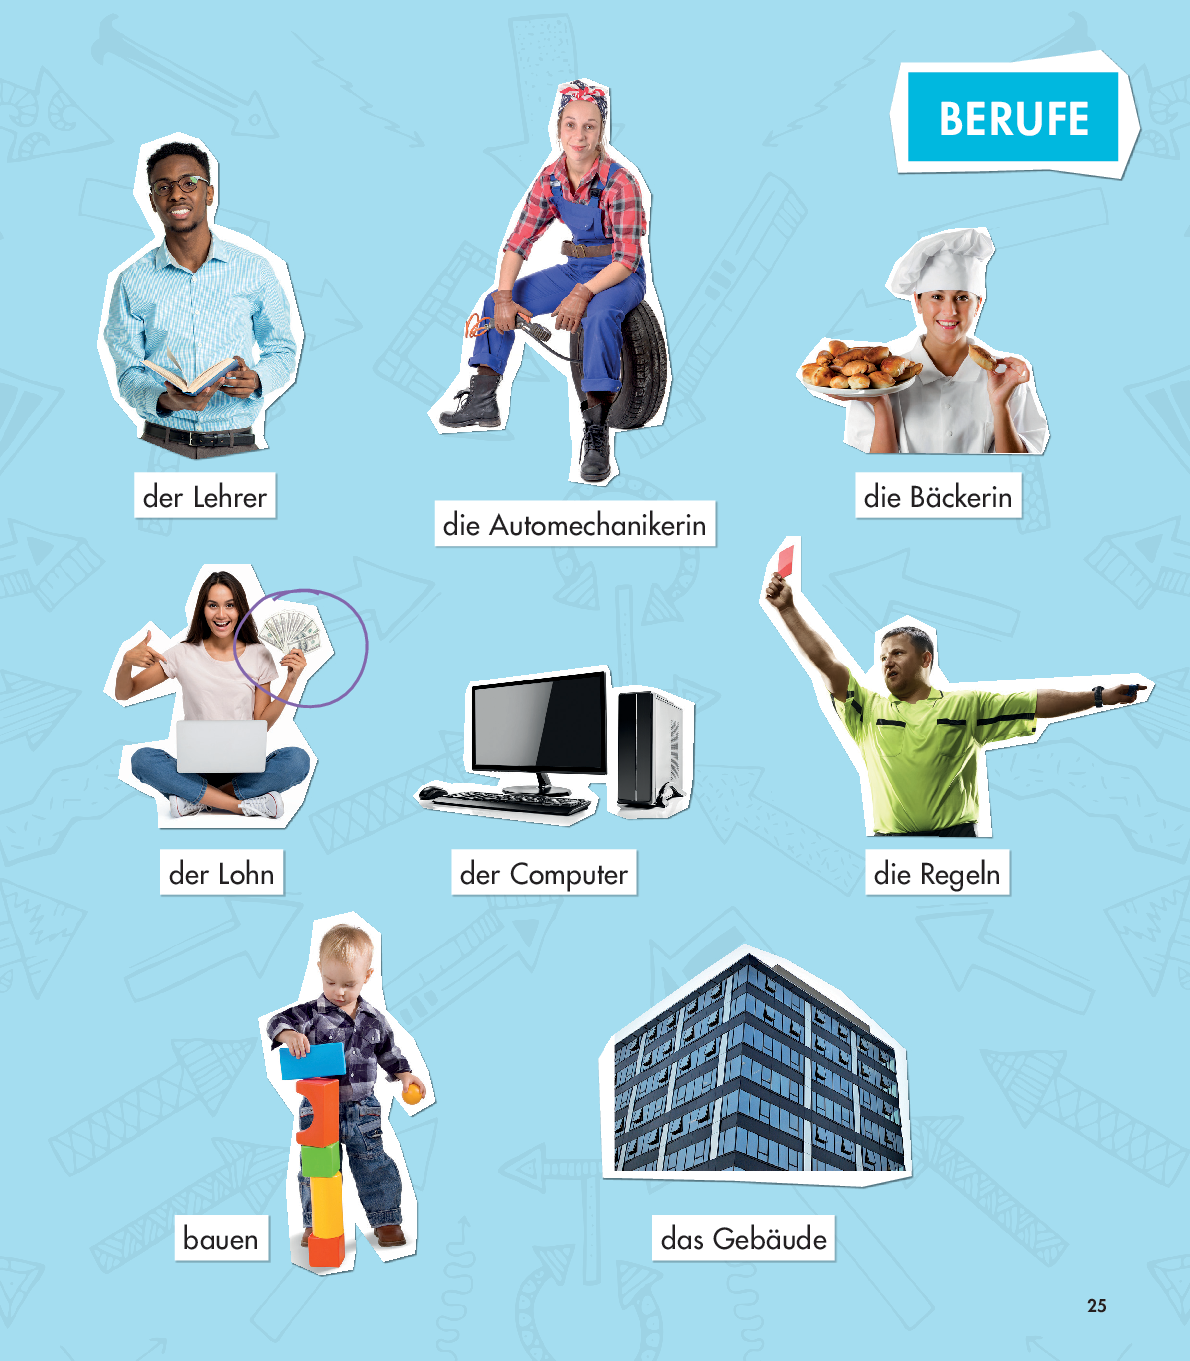 BERUFE
der Lehrer
die Automechanikerin
die Bäckerin
der Lohn
der Computer
die Regeln
bauen
das Gebäude
25